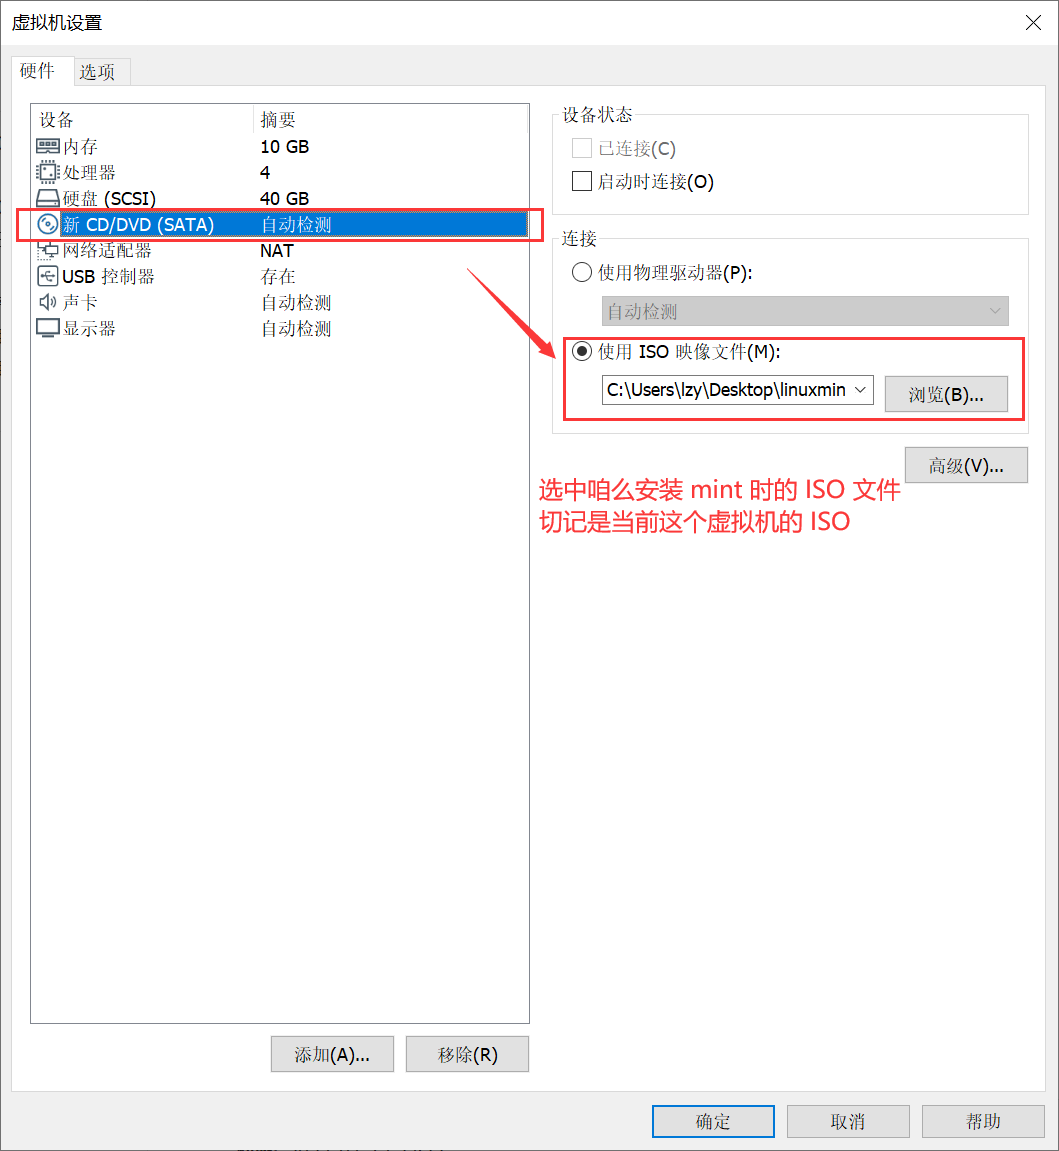 虚拟机设置
硬件 选项
设备 摘要
内存 10 GB
处理器 4
硬盘 (SCSI) 40 GB
新 CD/DVD (SATA) 自动检测
网络适配器 NAT
USB 控制器 存在
声卡 自动检测
显示器 自动检测
设备状态
已连接(C)
启动时连接(O)
连接
使用物理驱动器(P):
自动检测
使用 ISO 映像文件(M):
C:\Users\lzy\Desktop\linuxmin
浏览(B)...
高级(V)...
选中咱么安装 mint 时的 ISO 文件
切记是当前这个虚拟机的 ISO
添加(A)... 移除(R)
确定 取消 帮助